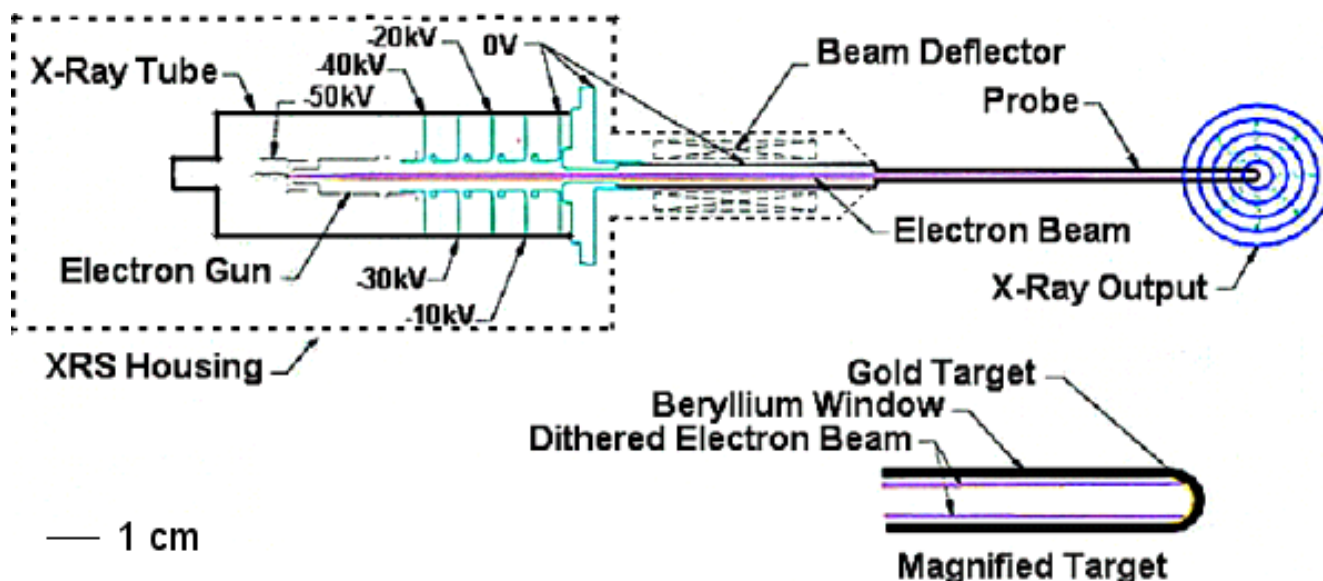 -20kV
0V
Beam Deflector
X-Ray Tube
-40kV
Probe
-50kV
Electron Gun
Electron Beam
-30kV
X-Ray Output
-10kV
XRS Housing
Gold Target
Beryllium Window
Dithered Electron Beam
1 cm
Magnified Target